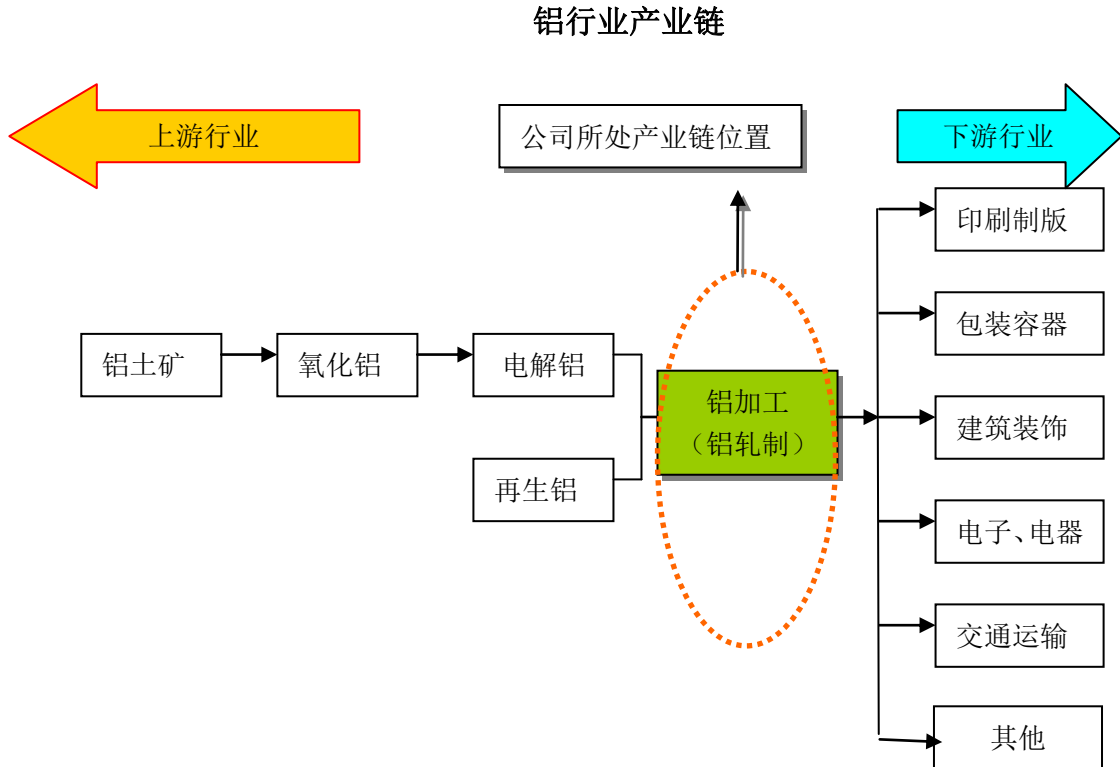 铝行业产业链
上游行业
公司所处产业链位置
下游行业
铝土矿
氧化铝
电解铝
再生铝
铝加工
（铝轧制）
印刷制版
包装容器
建筑装饰
电子、电器
交通运输
其他